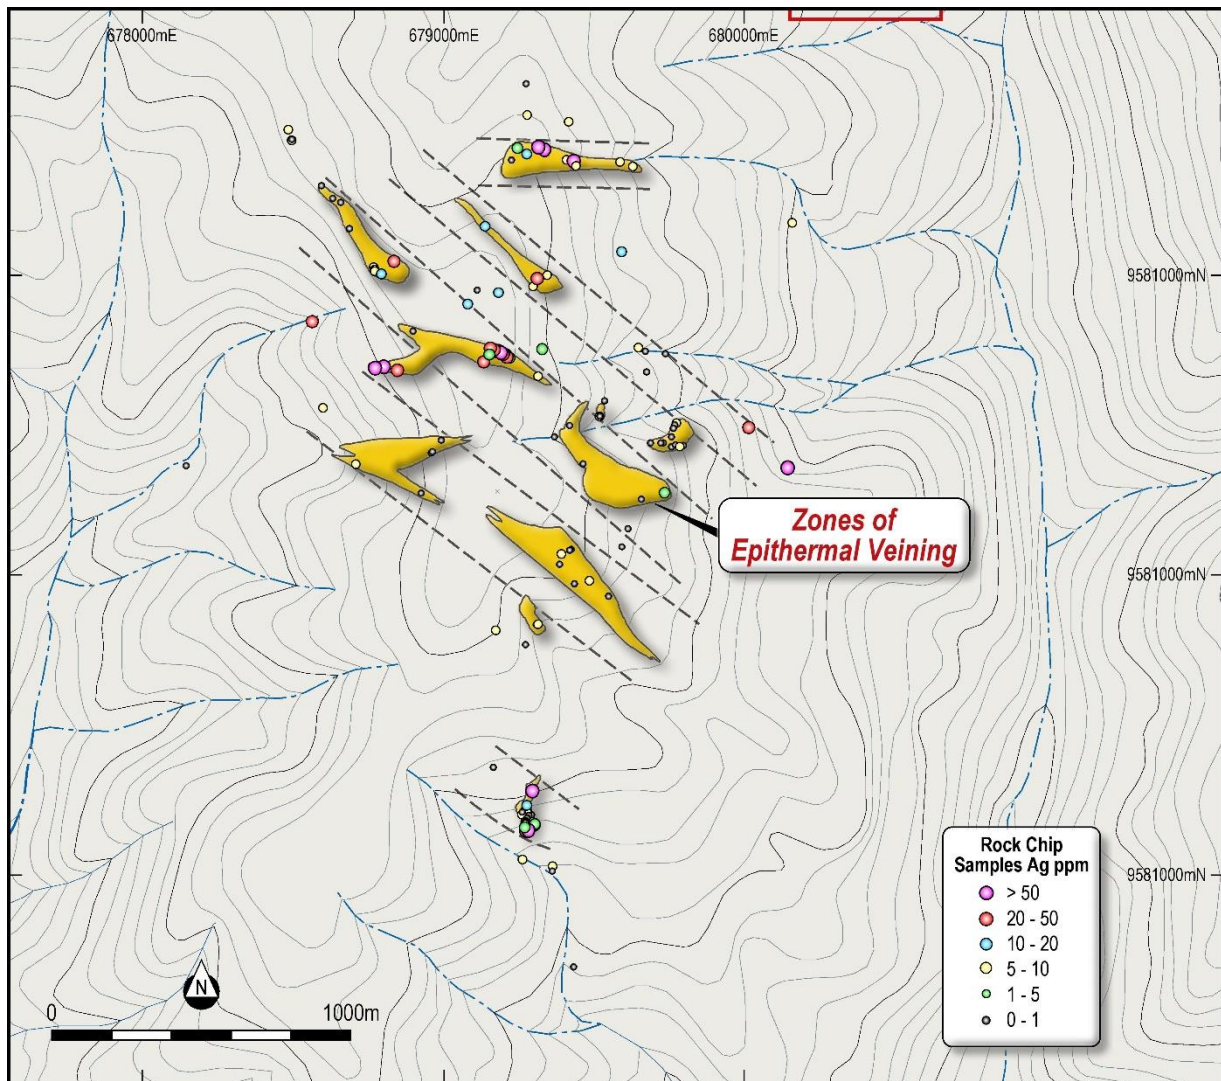 678000mE
679000mE
680000mE
9581000mN
Zones of
Epithermal Veining
9581000mN
9581000mN
Rock Chip
Samples Ag ppm
> 50
20 - 50
10 - 20
5 - 10
1 - 5
0 - 1
N
0
1000m